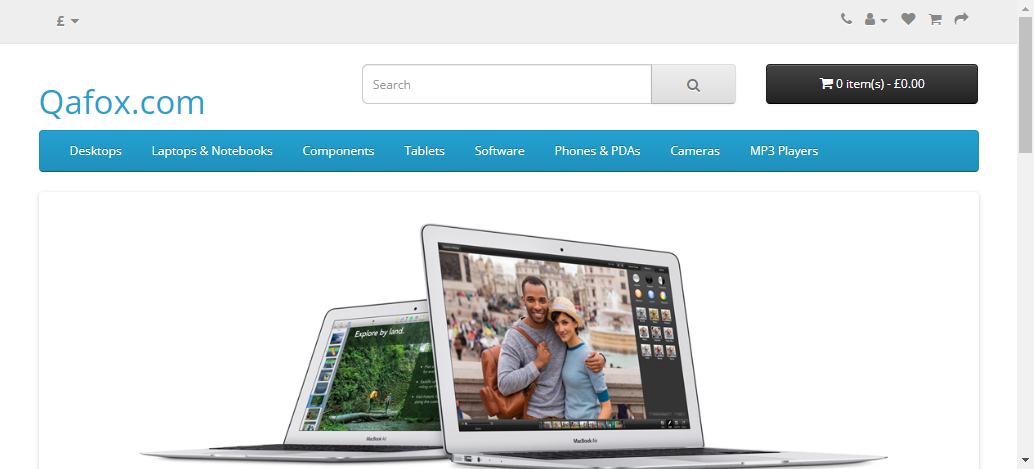 £
Search
0 item(s) - £0.00
Qafox.com
Desktops Laptops & Notebooks Components Tablets Software Phones & PDAs Cameras MP3 Players
Explore by land.
MacBook Air
MacBook Air